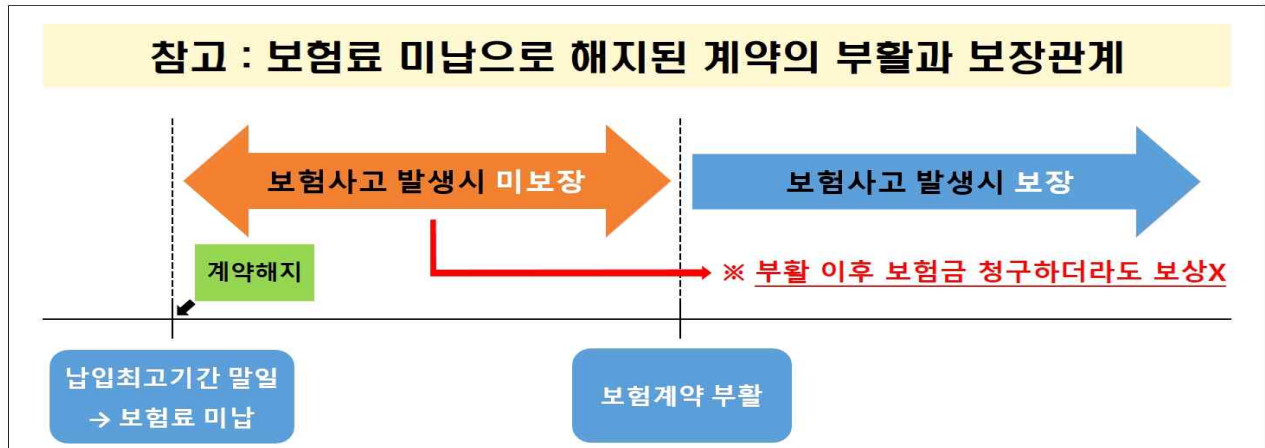 참고 : 보험료 미납으로 해지된 계약의 부활과 보장관계
보험사고 발생시 미보장
보험사고 발생시 보장
계약해지
※ 부활 이후 보험금 청구하더라도 보상X
납입최고기간 말일
→ 보험료 미납
보험계약 부활